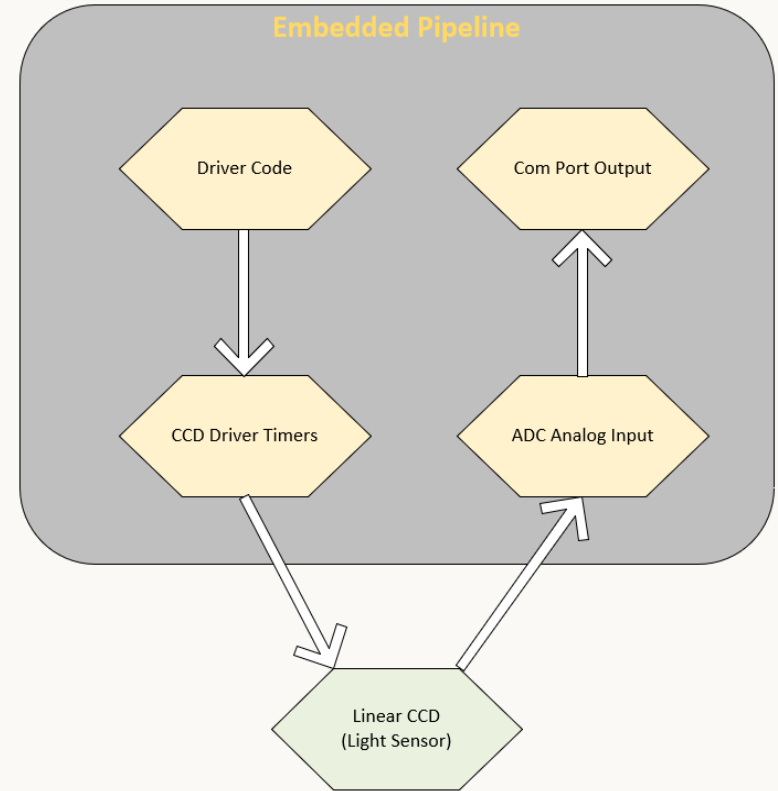 Embedded Pipeline
Driver Code
Com Port Output
CCD Driver Timers
ADC Analog Input
Linear CCD
(Light Sensor)